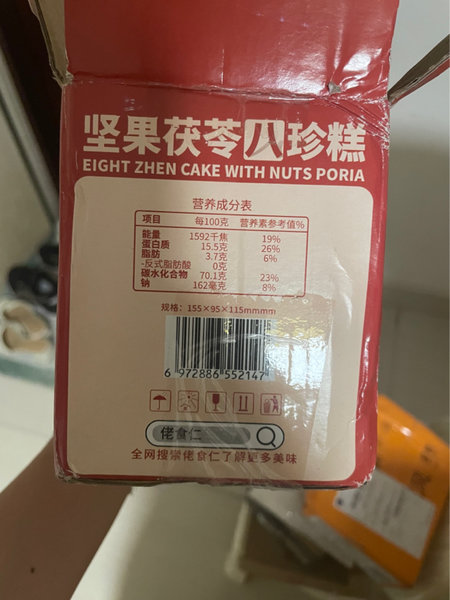 坚果茯苓八珍糕
EIGHT ZHEN CAKE WITH NUTS PORIA
营养成分表
项目 每100克 营养素参考值%
能量 1592千焦 19%
蛋白质 15.5克 26%
脂肪 3.7克 6%
-反式脂肪酸 0克
碳水化合物 70.1克 23%
钠 162毫克 8%
规格：155×95×115mmmm
6 972886 552147
佬食仁
全网搜索佬食仁了解更多美味